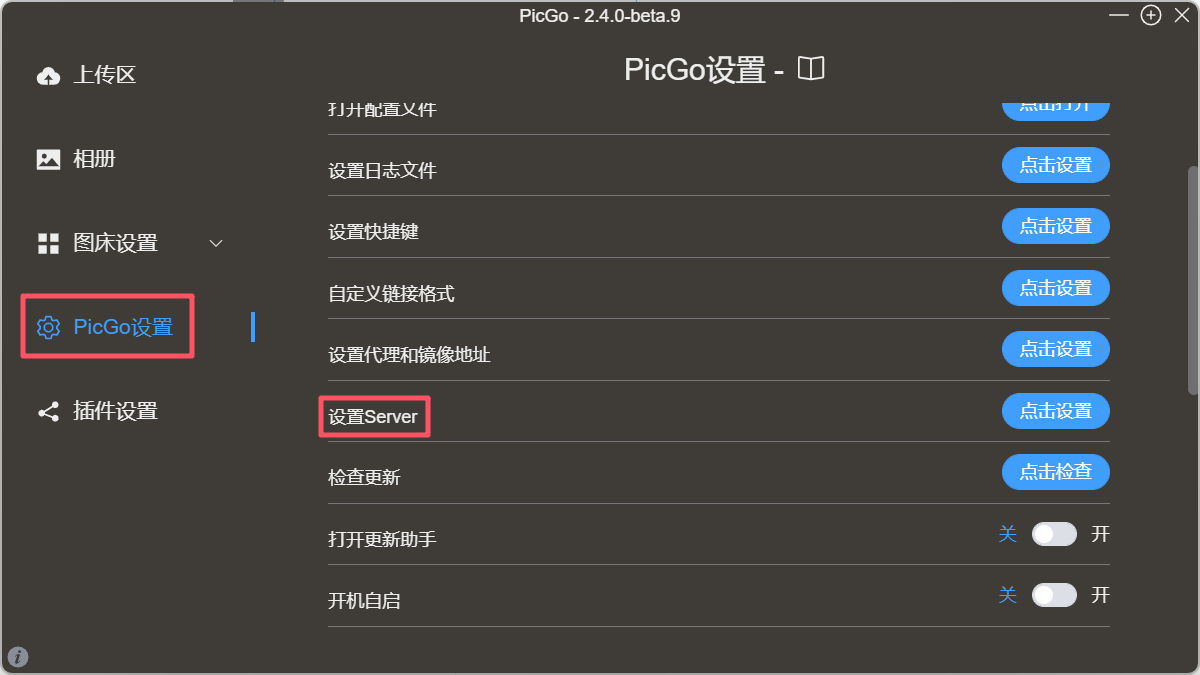 PicGo - 2.4.0-beta.9
上传区
相册
图床设置
PicGo设置
插件设置
PicGo设置 -
打开配置文件 点击打开
设置日志文件 点击设置
设置快捷键 点击设置
自定义链接格式 点击设置
设置代理和镜像地址 点击设置
设置Server 点击设置
检查更新 点击检查
打开更新助手 关 开
开机自启 关 开